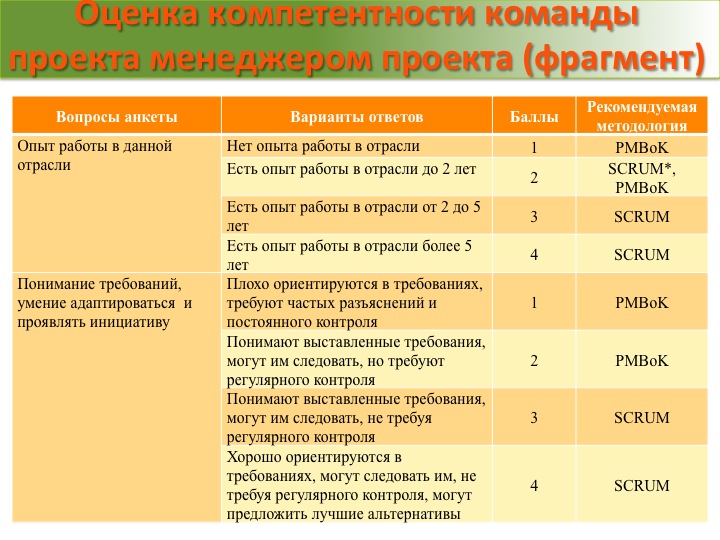 Оценка компетентности команды
проекта менеджером проекта (фрагмент)
Вопросы анкеты
Варианты ответов
Баллы
Рекомендуемая
методология
Опыт работы в данной
отрасли
Нет опыта работы в отрасли
1
PMBoK
Есть опыт работы в отрасли до 2 лет
2
SCRUM*,
PMBoK
Есть опыт работы в отрасли от 2 до 5
лет
3
SCRUM
Есть опыт работы в отрасли более 5
лет
4
SCRUM
Понимание требований,
умение адаптироваться и
проявлять инициативу
Плохо ориентируются в требованиях,
требуют частых разъяснений и
постоянного контроля
1
PMBoK
Понимают выставленные требования,
могут им следовать, но требуют
регулярного контроля
2
PMBoK
Понимают выставленные требования,
могут им следовать, не требуя
регулярного контроля
3
SCRUM
Хорошо ориентируются в
требованиях, могут следовать им, не
требуя регулярного контроля, могут
предложить лучшие альтернативы
4
SCRUM